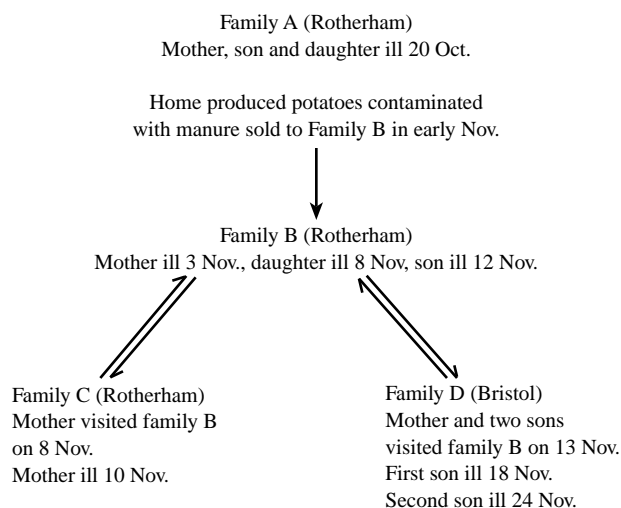 Family A (Rotherham)
Mother, son and daughter ill 20 Oct.
Home produced potatoes contaminated
with manure sold to Family B in early Nov.
Family B (Rotherham)
Mother ill 3 Nov., daughter ill 8 Nov, son ill 12 Nov.
Family C (Rotherham)
Mother visited family B
on 8 Nov.
Mother ill 10 Nov.
Family D (Bristol)
Mother and two sons
visited family B on 13 Nov.
First son ill 18 Nov.
Second son ill 24 Nov.